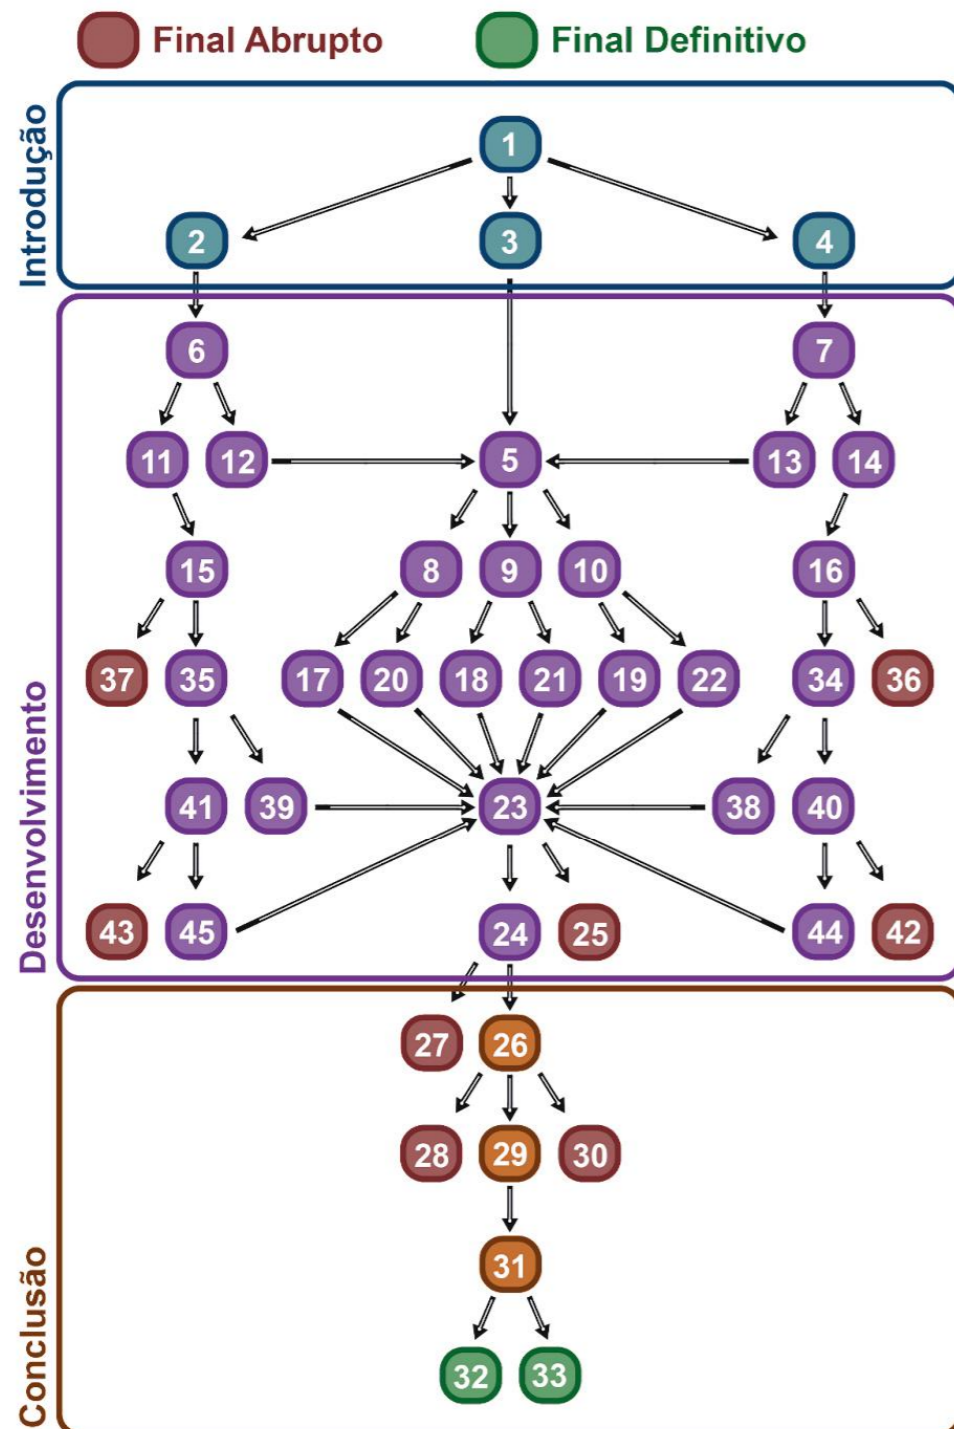 Final Abrupto
Final Definitivo
Introdução
1
2 3 4
Desenvolvimento
6 7
11 12 5 13 14
15 8 9 10 16
37 35 17 20 18 21 19 22 34 36
41 39 23 38 40
43 45 24 25 44 42
Conclusão
27 26
28 29 30
31
32 33